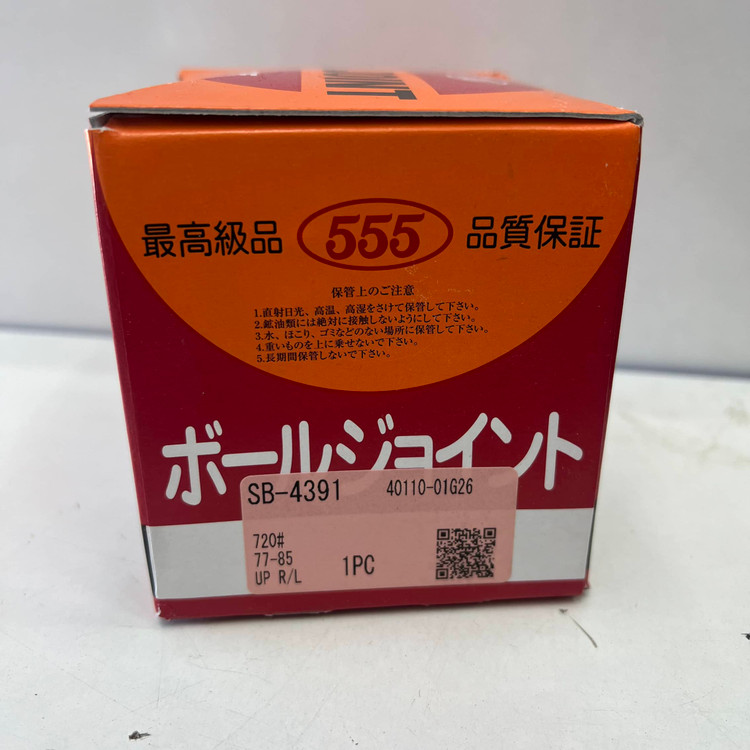 最高級品 555 品質保証
保管上のご注意
1.直射日光、高温、高湿をさけて保管して下さい。
2.鉱油類には絶対に接触しないようにして下さい。
3.水、ほこり、ゴミなどのない場所に保管して下さい。
4.重いものを上に乗せないで下さい。
5.長期間保管しないで下さい。
ボールジョイント
SB-4391 40110-01G26
720#
77-85
UP R/L 1PC